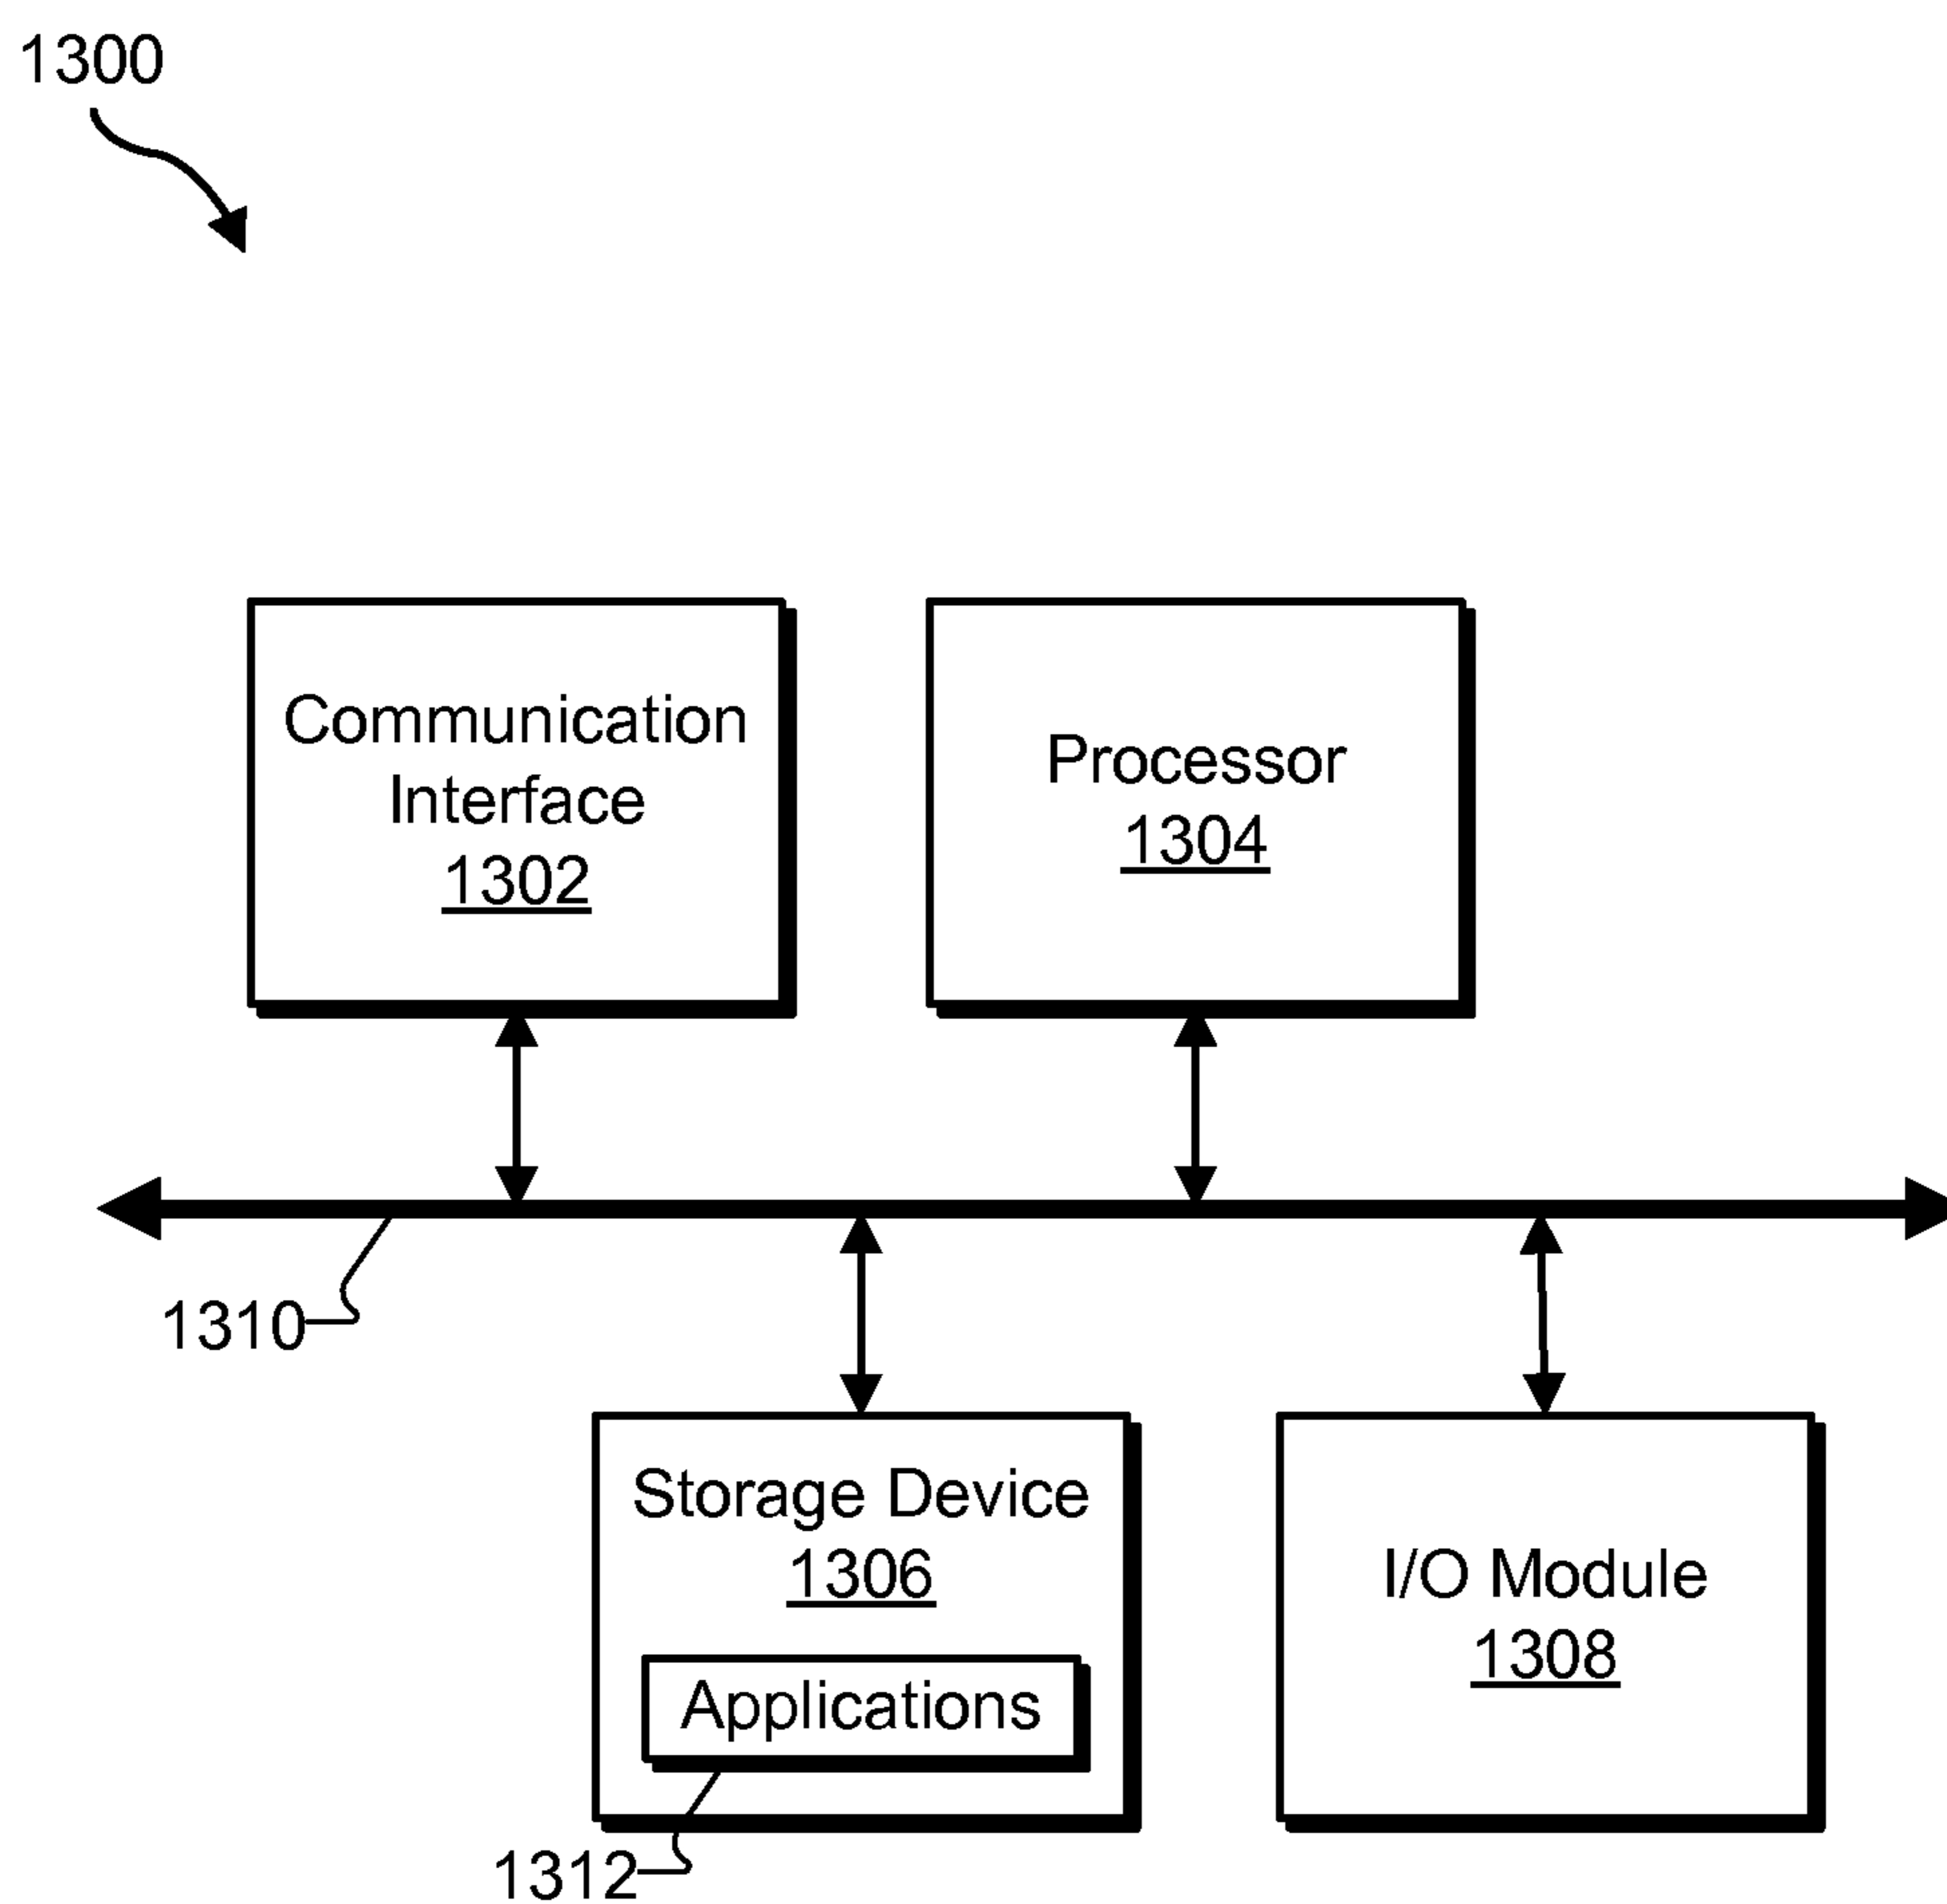 1300
Communication
Interface
1302
Processor
1304
1310
Storage Device
1306
Applications
1312
I/O Module
1308